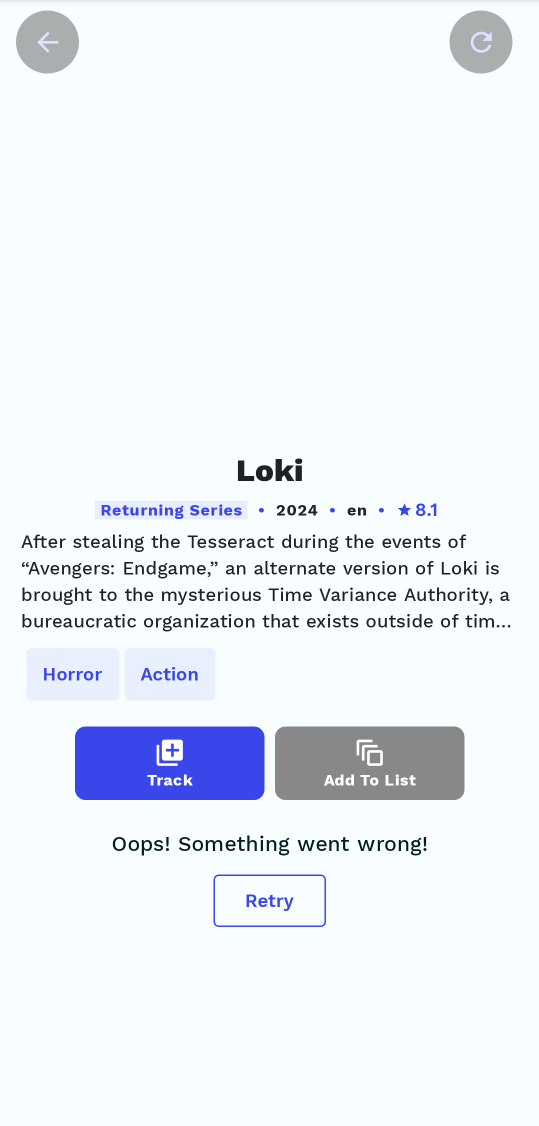 Loki
Returning Series • 2024 • en • ★ 8.1
After stealing the Tesseract during the events of
“Avengers: Endgame,” an alternate version of Loki is
brought to the mysterious Time Variance Authority, a
bureaucratic organization that exists outside of tim...
Horror Action
Track Add To List
Oops! Something went wrong!
Retry